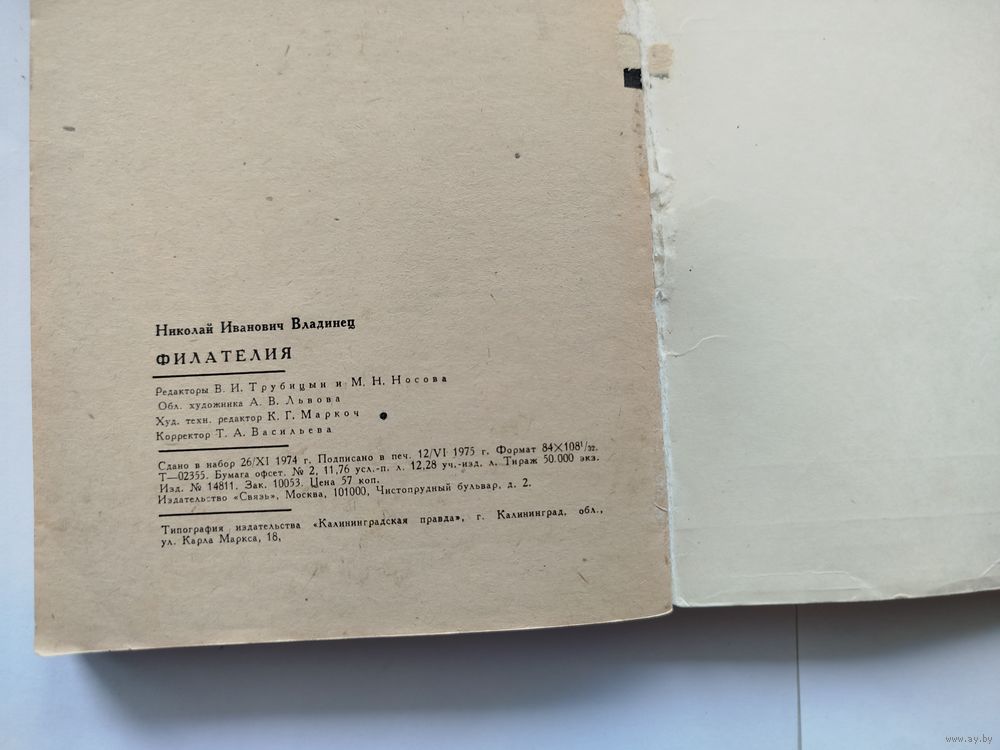 Николай Иванович Владинец
ФИЛАТЕЛИЯ
Редакторы В. И. Трубицын и М. Н. Носова
Обл. художника А. В. Львова
Худ. техн. редактор К. Г. Маркоч
Корректор Т. А. Васильева
Сдано в набор 26/XI 1974 г. Подписано в печ. 12/VI 1975 г. Формат 84×108¹/₃₂.
Т—02355. Бумага офсет. № 2, 11,76 усл.-п. л. 12,28 уч.-изд. л. Тираж 50.000 экз.
Изд. № 14811. Зак. 10053. Цена 57 коп.
Издательство «Связь», Москва, 101000, Чистопрудный бульвар, д. 2.
Типография издательства «Калининградская правда», г. Калининград, обл.,
ул. Карла Маркса, 18,
www.ay.by